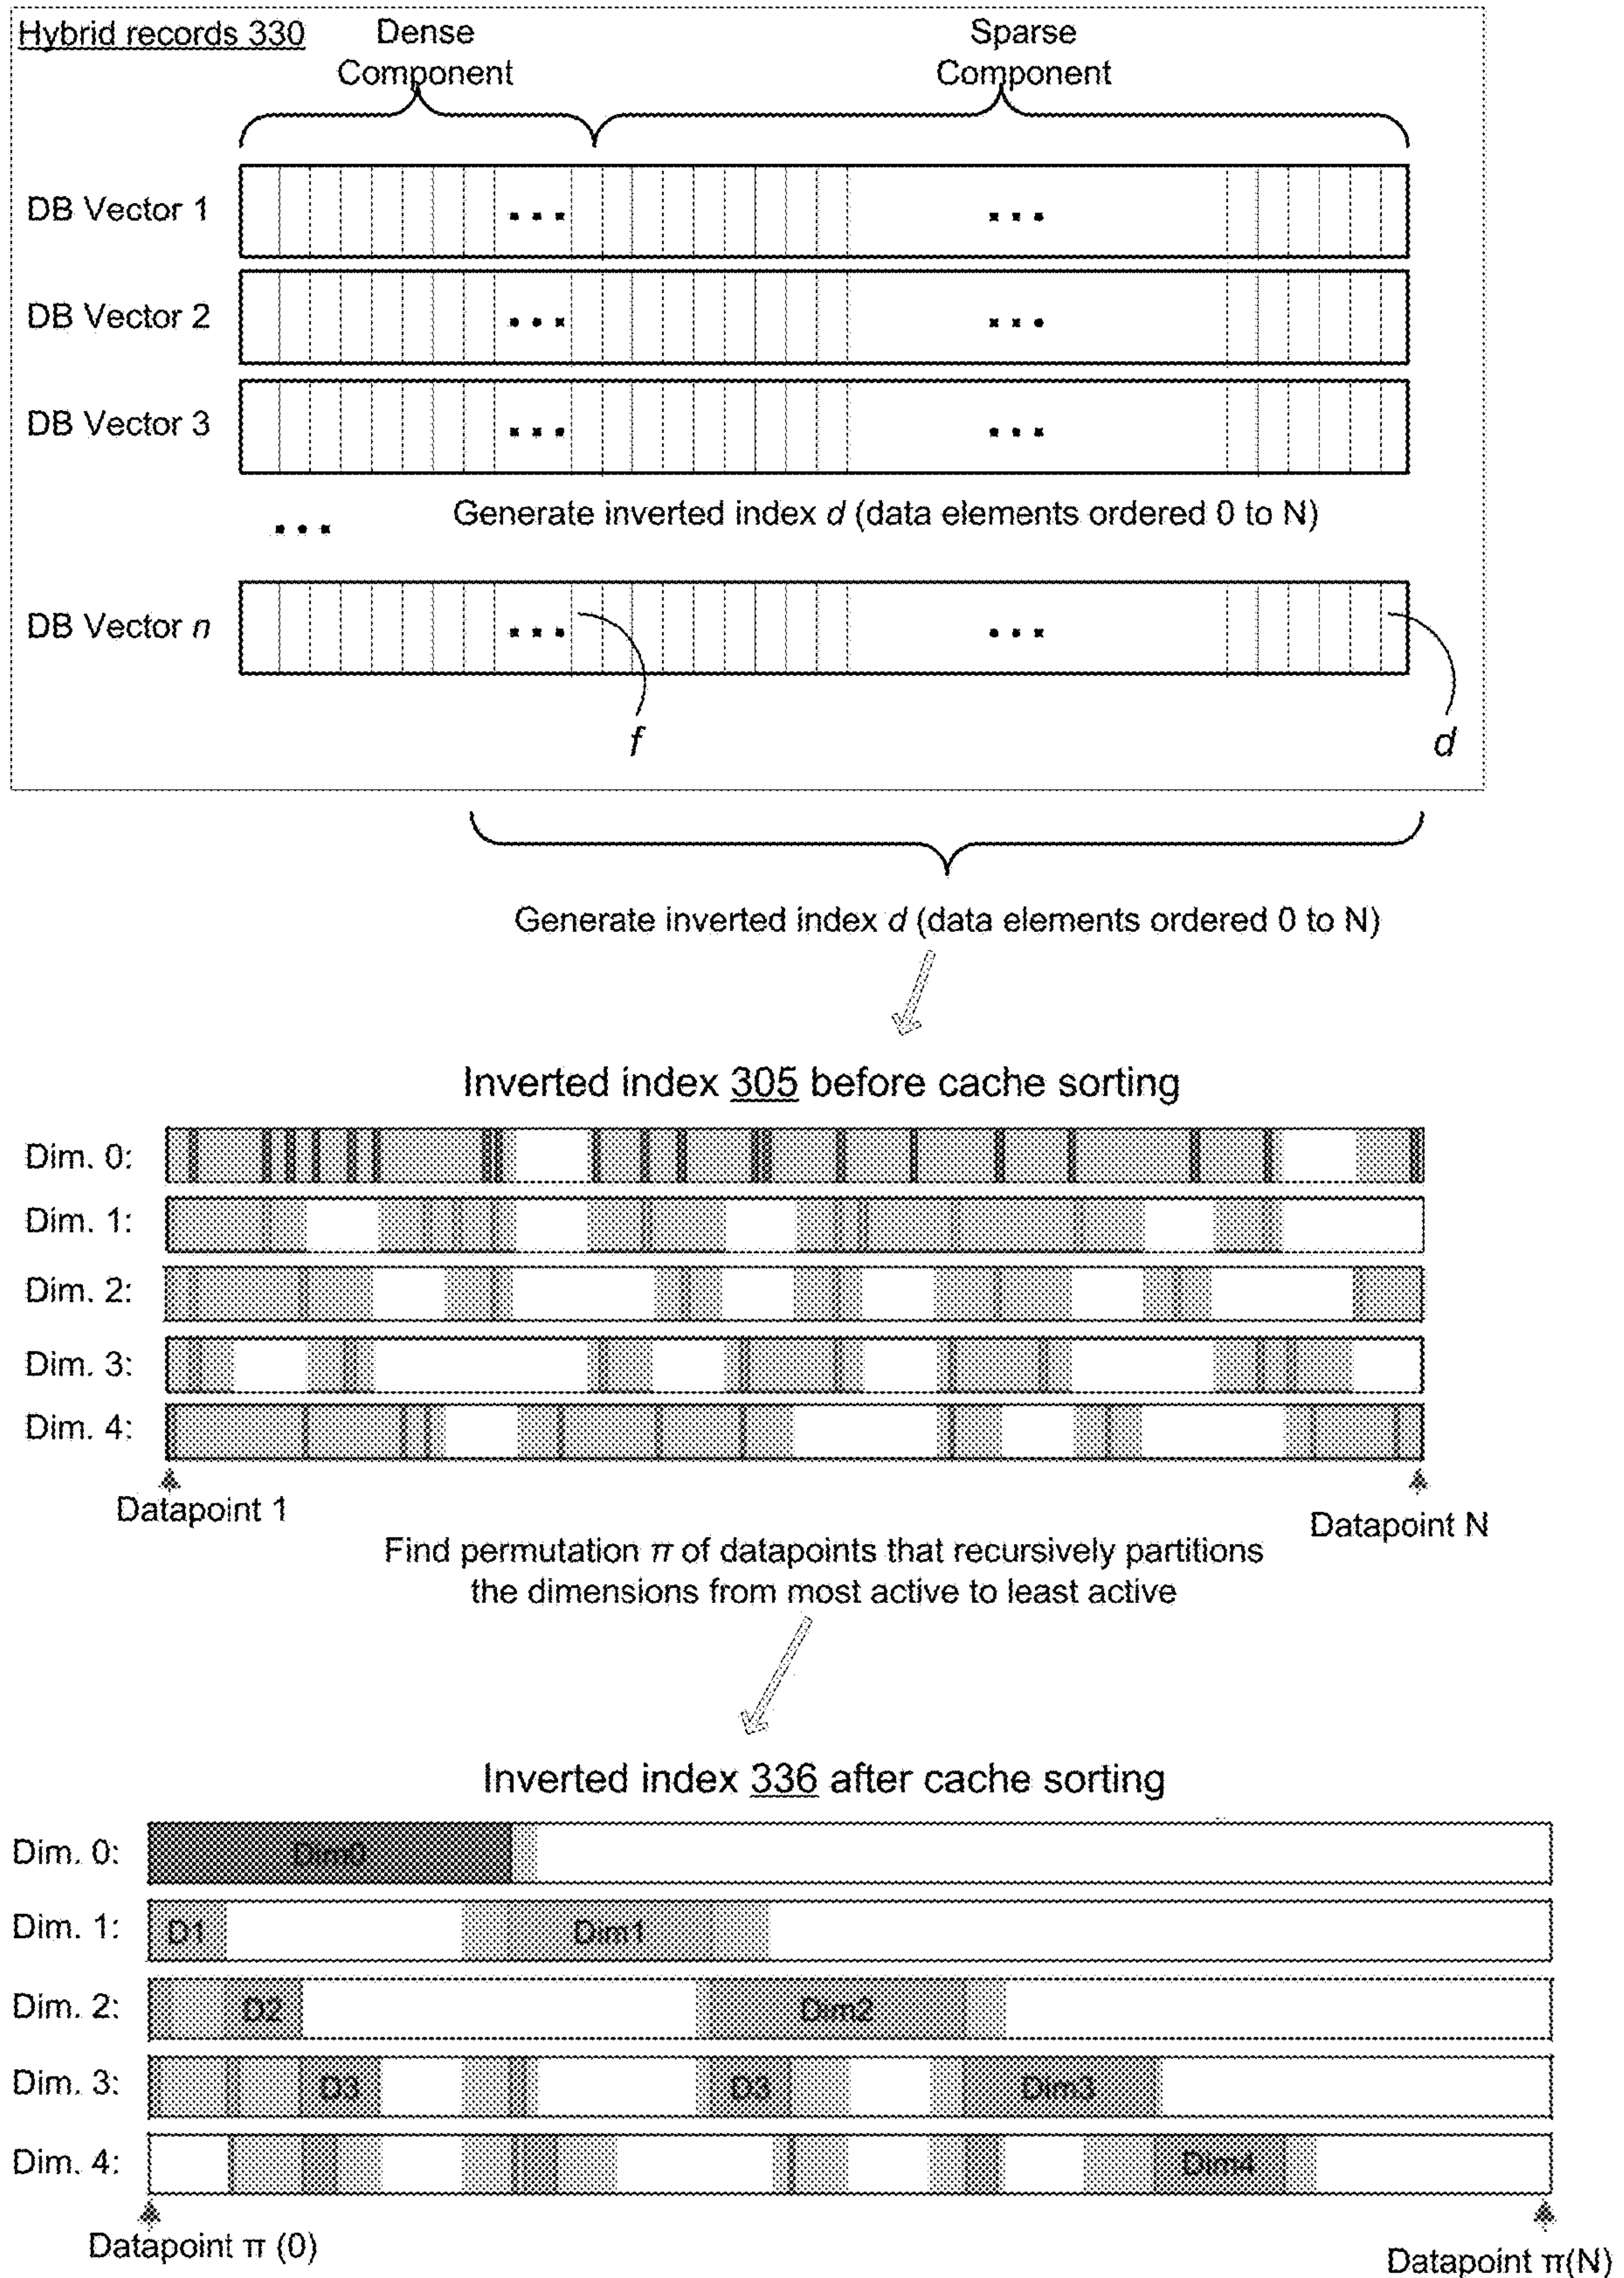 Hybrid records 330
Dense
Component
Sparse
Component
DB Vector 1
DB Vector 2
DB Vector 3
Generate inverted index d (data elements ordered 0 to N)
DB Vector n
f
d
Generate inverted index d (data elements ordered 0 to N)
Inverted index 305 before cache sorting
Dim. 0:
Dim. 1:
Dim. 2:
Dim. 3:
Dim. 4:
Datapoint 1
Datapoint N
Find permutation π of datapoints that recursively partitions
the dimensions from most active to least active
Inverted index 336 after cache sorting
Dim. 0:
Dim0
Dim. 1:
D1
Dim1
Dim. 2:
D2
Dim2
Dim. 3:
D3
D3
Dim3
Dim. 4:
Dim4
Datapoint π (0)
Datapoint π(N)